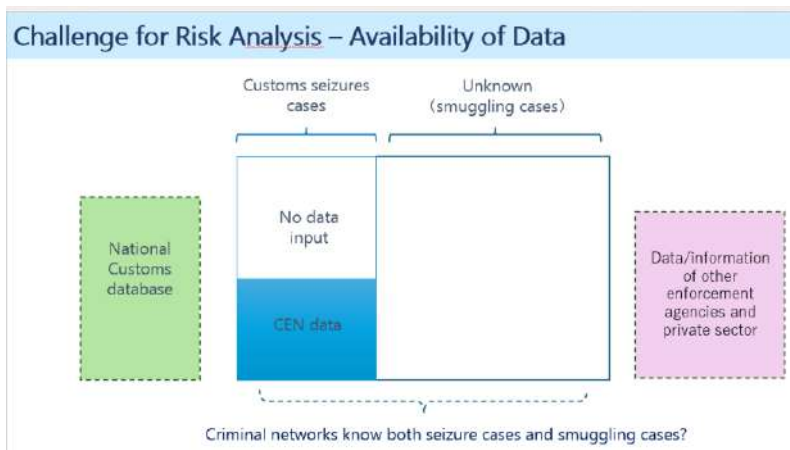 Challenge for Risk Analysis – Availability of Data
Customs seizures
cases
Unknown
(smuggling cases)
National
Customs
database
No data
input
CEN data
Data/information
of other
enforcement
agencies and
private sector
Criminal networks know both seizure cases and smuggling cases?